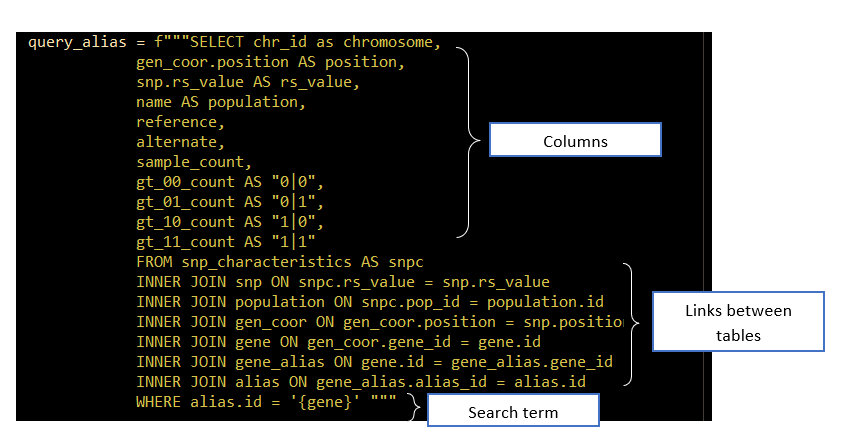 query_alias = f"""SELECT chr_id as chromosome,
gen_coor.position AS position,
snp.rs_value AS rs_value,
name AS population,
reference,
alternate,
sample_count,
gt_00_count AS "0|0",
gt_01_count AS "0|1",
gt_10_count AS "1|0",
gt_11_count AS "1|1"
FROM snp_characteristics AS snpc
INNER JOIN snp ON snpc.rs_value = snp.rs_value
INNER JOIN population ON snpc.pop_id = population.id
INNER JOIN gen_coor ON gen_coor.position = snp.position
INNER JOIN gene ON gen_coor.gene_id = gene.id
INNER JOIN gene_alias ON gene.id = gene_alias.gene_id
INNER JOIN alias ON gene_alias.alias_id = alias.id
WHERE alias.id = '{gene}' """
Columns
Links between
tables
Search term